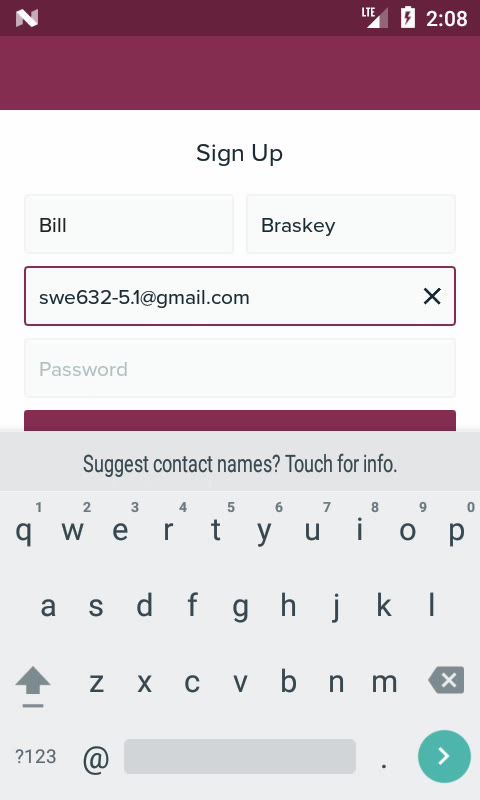 LTE 2:08
Sign Up
Bill Braskey
swe632-5.1@gmail.com
Password
Suggest contact names? Touch for info.
1 2 3 4 5 6 7 8 9 0
q w e r t y u i o p
a s d f g h j k l
z x c v b n m
?123 @ .